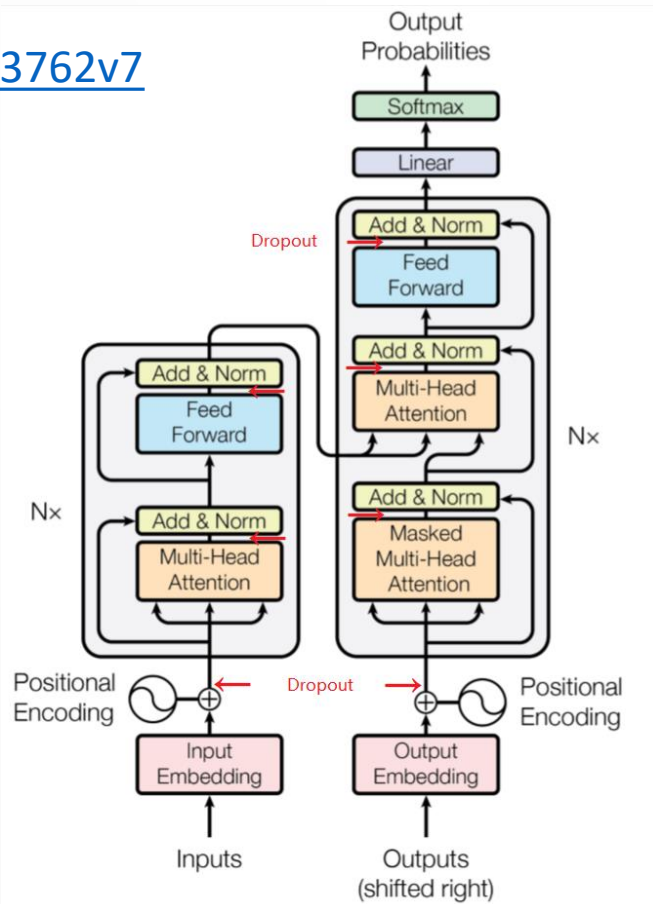 3762v7
Output
Probabilities
Softmax
Linear
Add & Norm
Dropout
Feed
Forward
Add & Norm
Multi-Head
Attention
Nx
Add & Norm
Masked
Multi-Head
Attention
Add & Norm
Feed
Forward
Nx
Add & Norm
Multi-Head
Attention
Positional
Encoding
Dropout
Positional
Encoding
Input
Embedding
Output
Embedding
Inputs
Outputs
(shifted right)